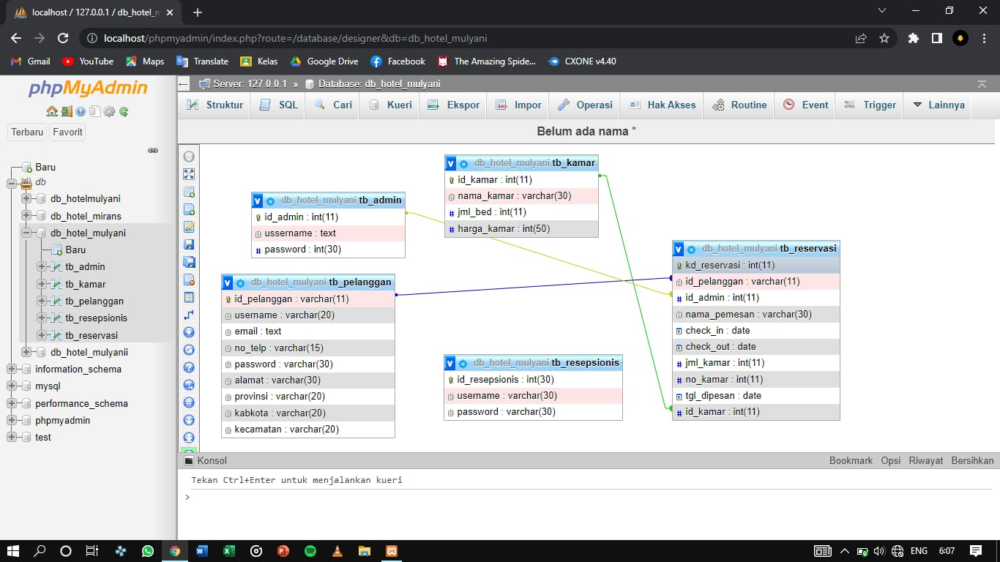 localhost / 127.0.0.1 / db_hotel_m
localhost/phpmyadmin/index.php?route=/database/designer&db=db_hotel_mulyani
Gmail YouTube Maps Translate Kelas Google Drive Facebook The Amazing Spide... CXONE v4.40
phpMyAdmin
Terbaru Favorit
Baru
db
db_hotelmulyani
db_hotel_mirans
db_hotel_mulyani
Baru
tb_admin
tb_kamar
tb_pelanggan
tb_resepsionis
tb_reservasi
db_hotel_mulyanii
information_schema
mysql
performance_schema
phpmyadmin
test
Server: 127.0.0.1 » Database: db_hotel_mulyani
Struktur SQL Cari Kueri Ekspor Impor Operasi Hak Akses Routine Event Trigger Lainnya
Belum ada nama *
db_hotel_mulyani tb_admin
id_admin : int(11)
ussername : text
password : int(30)
db_hotel_mulyani tb_kamar
id_kamar : int(11)
nama_kamar : varchar(30)
jml_bed : int(11)
harga_kamar : int(50)
db_hotel_mulyani tb_pelanggan
id_pelanggan : varchar(11)
username : varchar(20)
email : text
no_telp : varchar(15)
password : varchar(30)
alamat : varchar(30)
provinsi : varchar(20)
kabkota : varchar(20)
kecamatan : varchar(20)
db_hotel_mulyani tb_resepsionis
id_resepsionis : int(30)
username : varchar(30)
password : varchar(30)
db_hotel_mulyani tb_reservasi
kd_reservasi : int(11)
id_pelanggan : varchar(11)
id_admin : int(11)
nama_pemesan : varchar(30)
check_in : date
check_out : date
jml_kamar : int(11)
no_kamar : int(11)
tgl_dipesan : date
id_kamar : int(11)
Konsol Bookmark Opsi Riwayat Bersihkan
Tekan Ctrl+Enter untuk menjalankan kueri
>
ENG 6:07